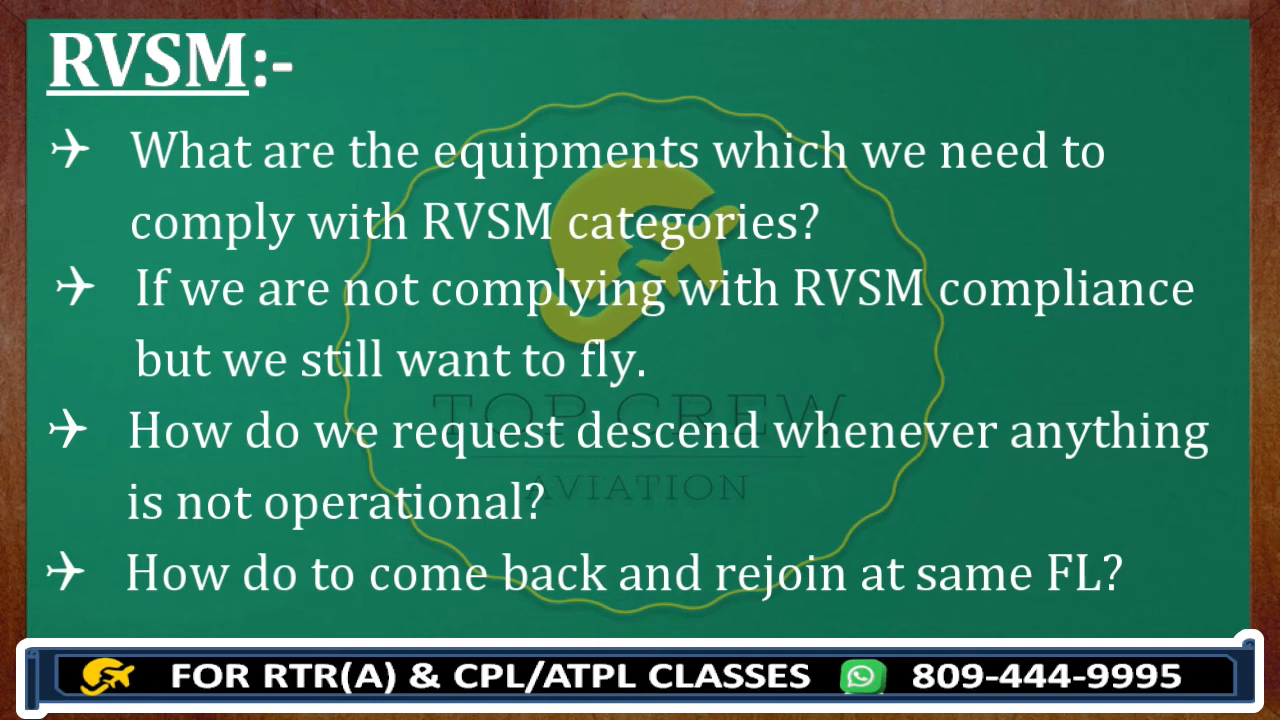 RVSM:-
What are the equipments which we need to
comply with RVSM categories?
If we are not complying with RVSM compliance
but we still want to fly.
How do we request descend whenever anything
is not operational?
How do to come back and rejoin at same FL?
TOP CREW
AVIATION
FOR RTR(A) & CPL/ATPL CLASSES 809-444-9995